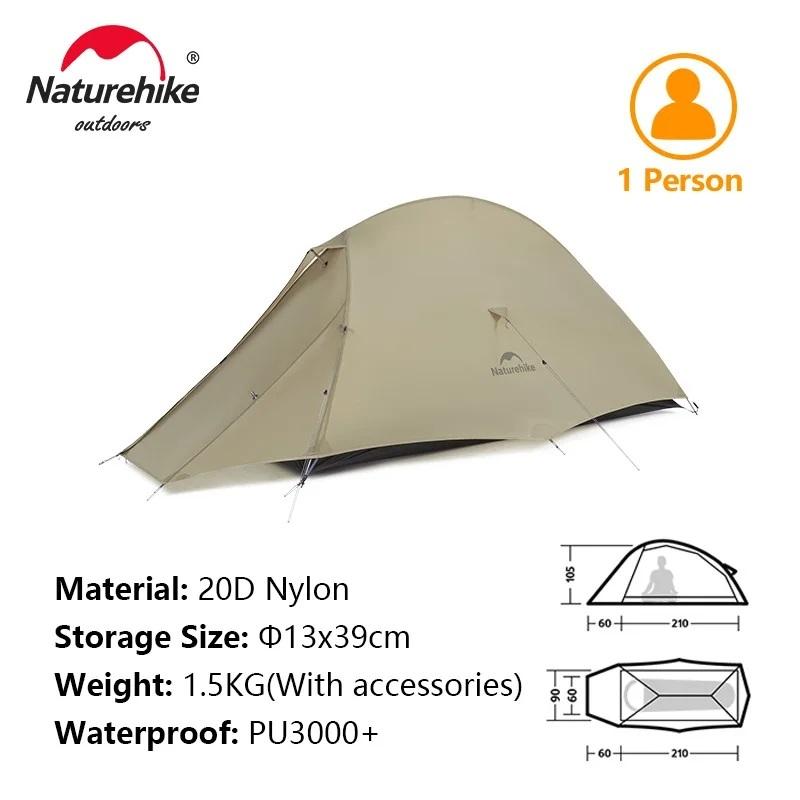 Naturehike
®
outdoors
1 Person
Naturehike
Material: 20D Nylon
Storage Size: Φ13x39cm
Weight: 1.5KG(With accessories)
Waterproof: PU3000+
105
60
210
90
60
60
210